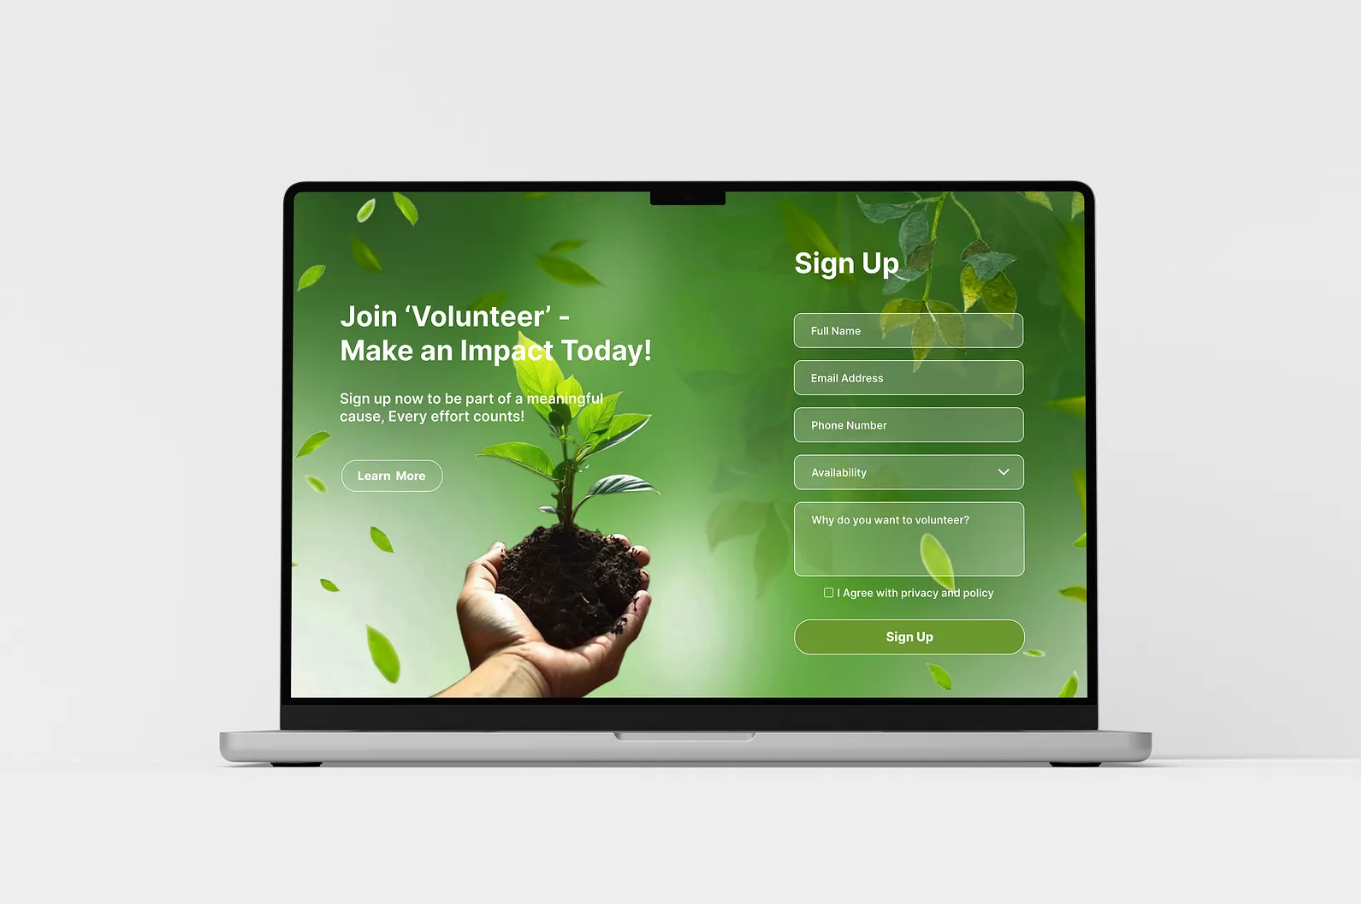 Join ‘Volunteer’ -
Make an Impact Today!
Sign up now to be part of a meaningful
cause, Every effort counts!
Learn More
Sign Up
Full Name
Email Address
Phone Number
Availability
Why do you want to volunteer?
I Agree with privacy and policy
Sign Up